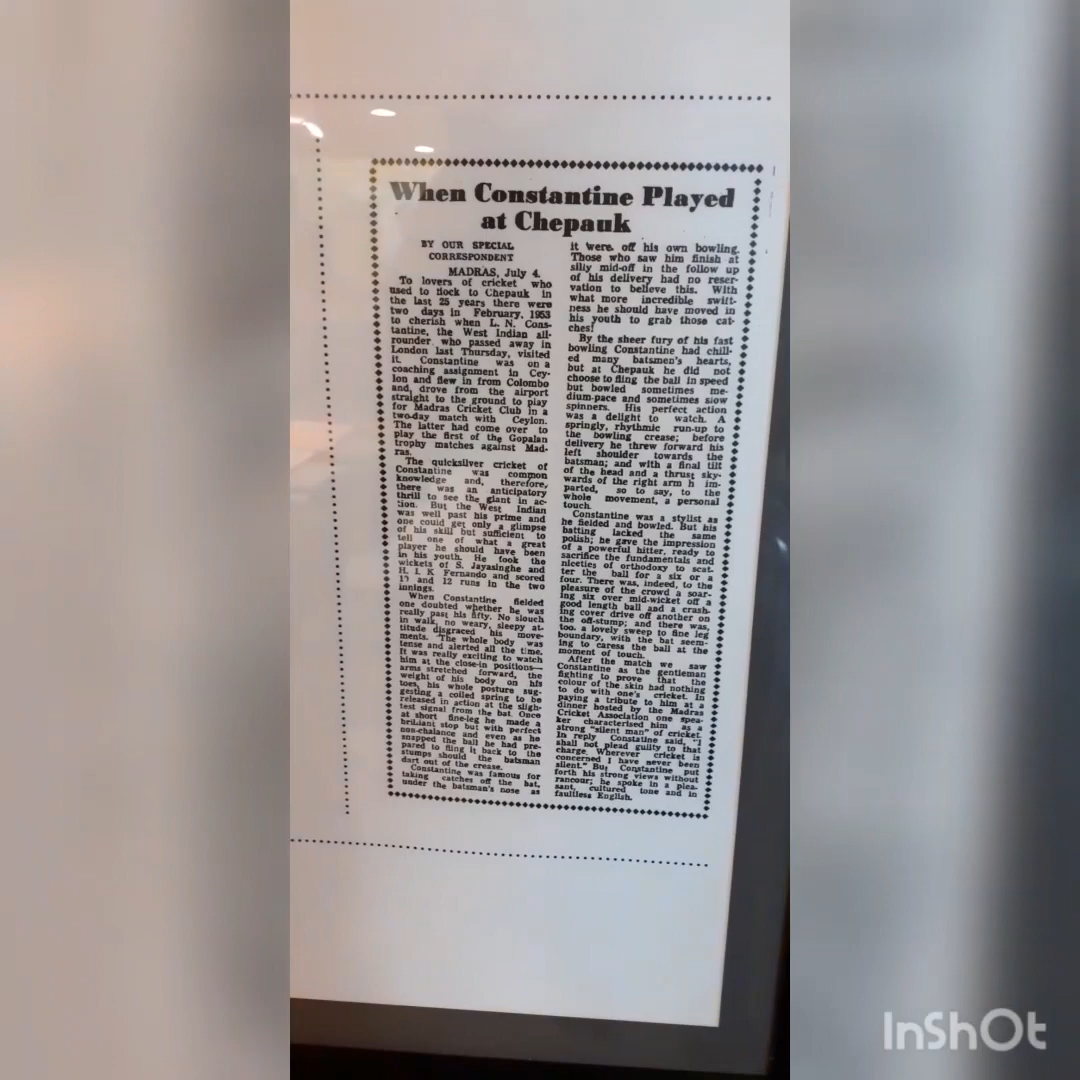 When Constantine Played
at Chepauk
BY OUR SPECIAL
CORRESPONDENT
MADRAS, July 4.
To lovers of cricket who
used to flock to Chepauk in
the last 25 years there were
two days in February, 1953
to cherish when L. N. Cons-
tantine, the West Indian all-
rounder who passed away in
London last Thursday, visited
it. Constantine was on a
coaching assignment in Cey-
lon and flew in from Colombo
and, drove from the airport
straight to the ground to play
for Madras Cricket Club in a
two-day match with Ceylon.
The latter had come over to
play the first of the Gopalan
trophy matches against Mad-
ras.
The quicksilver cricket of
Constantine was common
knowledge and, therefore,
there was an anticipatory
thrill to see the giant in ac-
tion. But the West Indian
was well past his prime and
one could get only a glimpse
of his skill but sufficient to
tell one of what a great
player he should have been
in his youth. He took the
wickets of S. Jayasinghe and
H. I. K Fernando and scored
and 12 runs in the two
innings.
When Constantine fielded
one doubted whether he was
really past his fifty. No slouch
in walk, no weary, sleepy at-
titude disgraced his move-
ments. The whole body was
tense and alerted all the time.
It was really exciting to watch
him at the close-in positions—
arms stretched forward, the
weight of his body on his
toes, his whole posture sug-
gesting a coiled spring to be
released in action at the sligh-
test signal from the bat. Once
at short fine-leg he made a
brilliant stop but with perfect
non-chalance and even as he
snapped the ball he had pre-
pared to fling it back to the
stumps should the batsman
dart out of the crease.
Constantine was famous for
taking catches off the bat,
under the batsman's nose as
it were, off his own bowling.
Those who saw him finish at
silly mid-off in the follow up
of his delivery had no reser-
vation to believe this. With
what more incredible swift-
ness he should have moved in
his youth to grab those cat-
ches!
By the sheer fury of his fast
bowling Constantine had chill-
ed many batsmen's hearts,
but at Chepauk he did not
choose to fling the ball in speed
but bowled sometimes me-
dium-pace and sometimes slow
spinners. His perfect action
was a delight to watch. A
springly, rhythmic run-up to
the bowling crease; before
delivery he threw forward his
left shoulder towards the
batsman; and with a final tilt
of the head and a thrust sky-
wards of the right arm h im-
parted, so to say, to the
whole movement, a personal
touch.
Constantine was a stylist as
he fielded and bowled. But his
batting lacked the same
polish; he gave the impression
of a powerful hitter, ready to
sacrifice the fundamentals and
niceties of orthodoxy to scat-
ter the ball for a six or a
four. There was, indeed, to the
pleasure of the crowd a soar-
ing six over mid-wicket off a
good length ball and a crash-
ing cover drive off another on
the off-stump; and there was,
too, a lovely sweep to fine leg
boundary, with the bat seem-
ing to caress the ball at the
moment of touch.
After the match we saw
Constantine as the gentleman
fighting to prove that the
colour of the skin had nothing
to do with one's cricket. In
paying a tribute to him at a
dinner hosted by the Madras
Cricket Association one spea-
ker characterised him as a
strong "silent man" of cricket.
In reply Constatine said, "I
shall not plead guilty to that
charge. Wherever cricket is
concerned I have never been
silent." But Constantine put
forth his strong views without
rancour; he spoke in a plea-
sant, cultured tone and in
faultless English.
InShOt